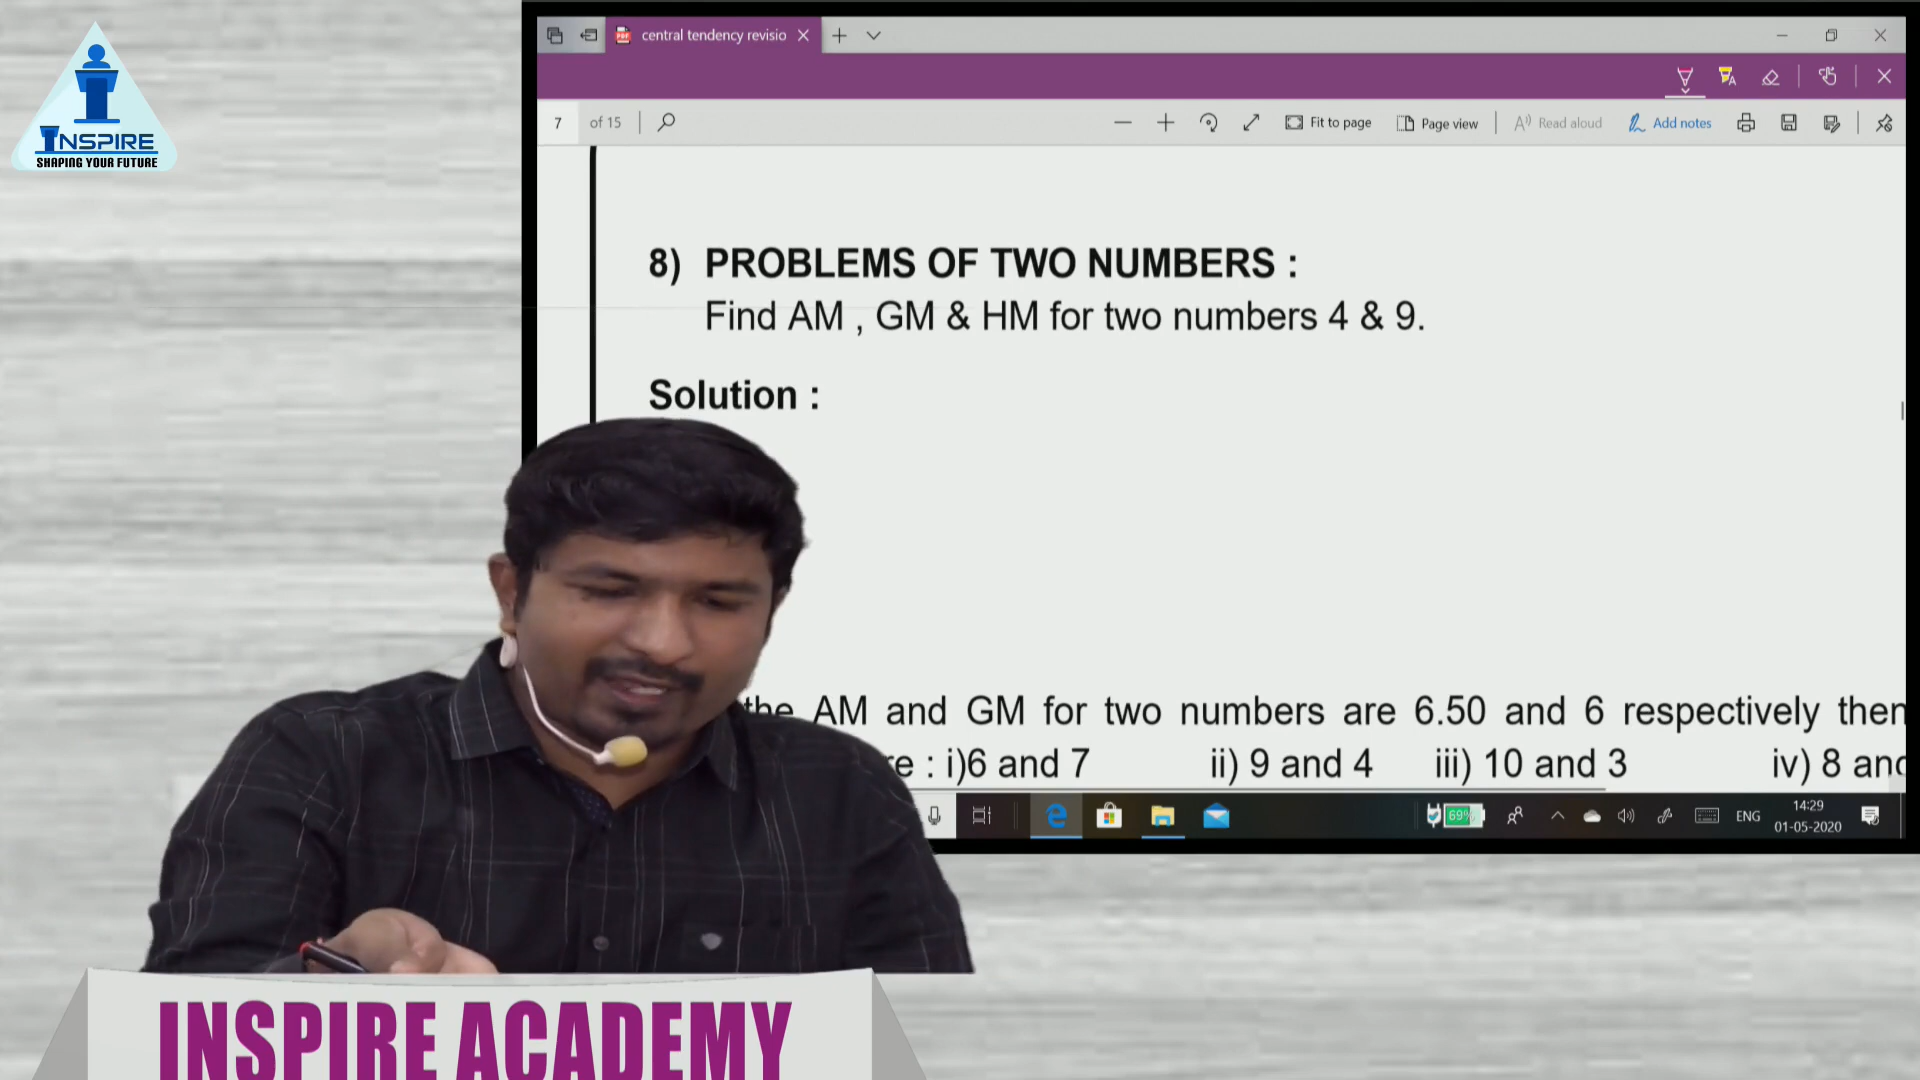 central tendency revisio
7 of 15
Fit to page
Page view
Read aloud
Add notes
INSPIRE
SHAPING YOUR FUTURE
8) PROBLEMS OF TWO NUMBERS :
Find AM , GM & HM for two numbers 4 & 9.
Solution :
the AM and GM for two numbers are 6.50 and 6 respectively then
re : i)6 and 7 ii) 9 and 4 iii) 10 and 3 iv) 8 and
69%
ENG
14:29
01-05-2020
INSPIRE ACADEMY